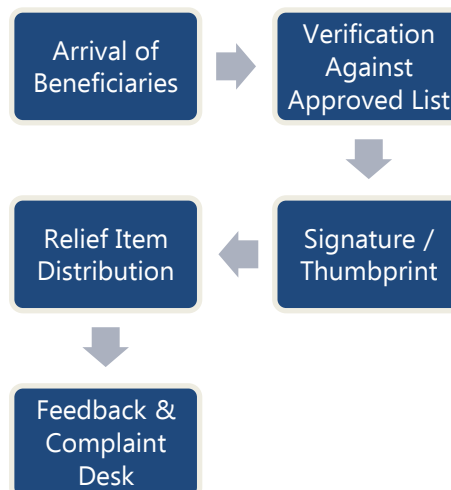 Arrival of
Beneficiaries
Verification
Against
Approved List
Signature /
Thumbprint
Relief Item
Distribution
Feedback &
Complaint
Desk